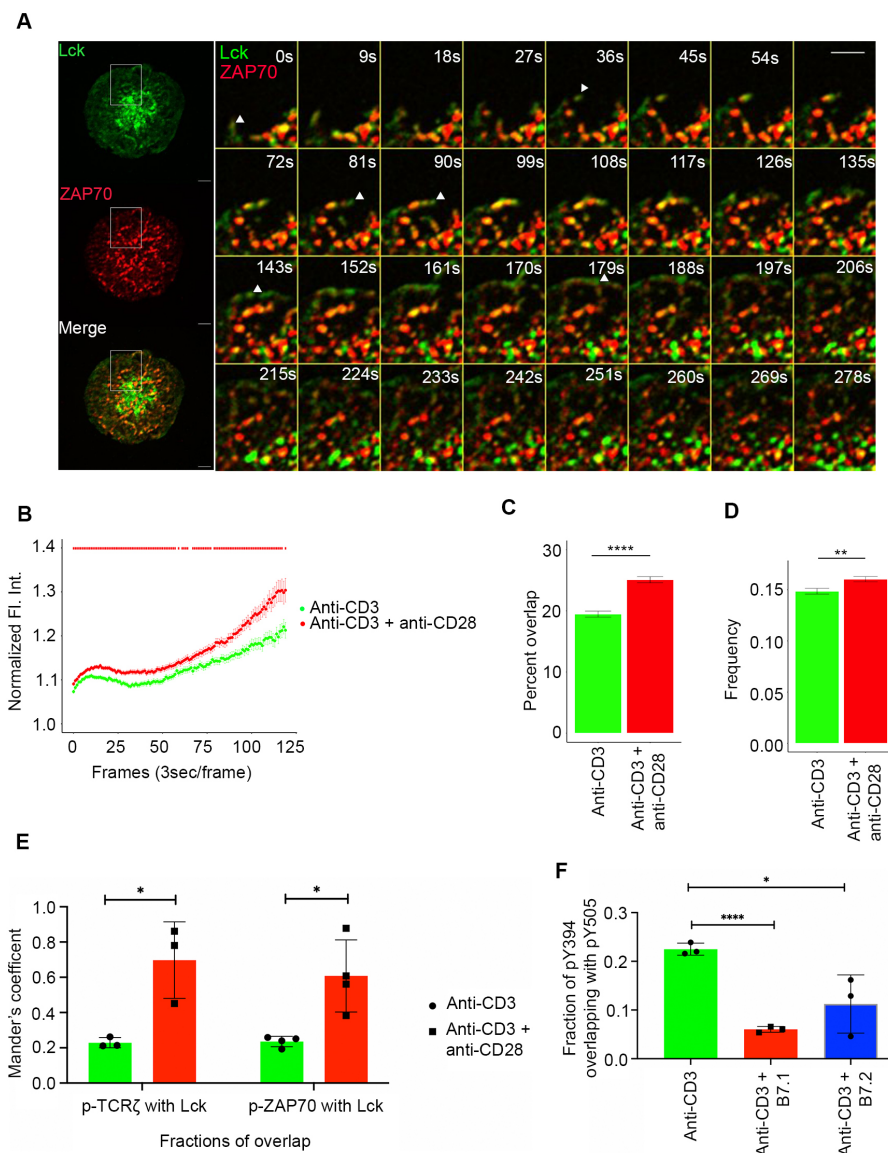 A
Lck
ZAP70
Merge
Lck
ZAP70
0s 9s 18s 27s 36s 45s 54s
72s 81s 90s 99s 108s 117s 126s 135s
143s 152s 161s 170s 179s 188s 197s 206s
215s 224s 233s 242s 251s 260s 269s 278s
B
Normalized Fl. Int.
1.4
1.3
1.2
1.1
1.0
0 25 50 75 100 125
Frames (3sec/frame)
Anti-CD3
Anti-CD3 + anti-CD28
C
Percent overlap
30
20
10
0
****
Anti-CD3
Anti-CD3 +
anti-CD28
D
Frequency
0.15
0.10
0.05
0.00
**
Anti-CD3
Anti-CD3 +
anti-CD28
E
Mander's coefficent
1.0
0.8
0.6
0.4
0.2
0.0
*
*
p-TCRζ with Lck
p-ZAP70 with Lck
Fractions of overlap
Anti-CD3
Anti-CD3 +
anti-CD28
F
Fraction of pY394
overlapping with pY505
0.3
0.2
0.1
0.0
*
****
Anti-CD3
Anti-CD3 +
B7.1
Anti-CD3 +
B7.2